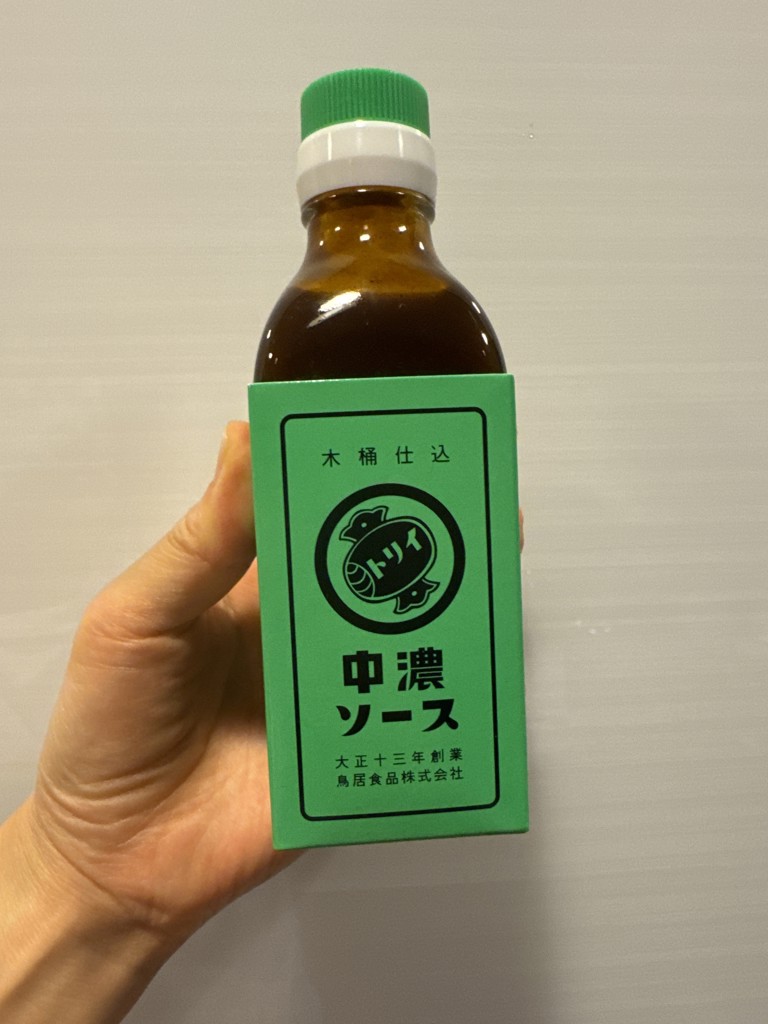 木桶仕込
トリイ
中濃
ソース
大正十三年創業
鳥居食品株式会社